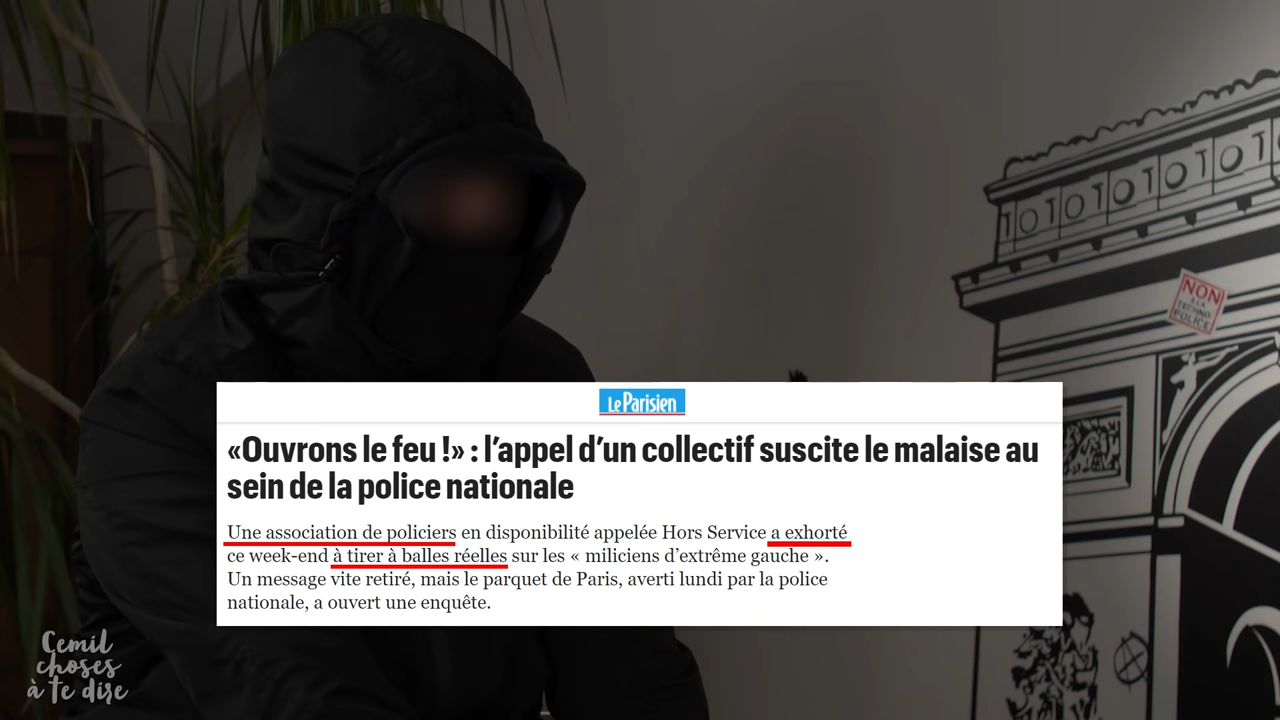 NON
A LA
TECHNO
POLICE
Le Parisien
«Ouvrons le feu !» : l’appel d’un collectif suscite le malaise au
sein de la police nationale
Une association de policiers en disponibilité appelée Hors Service a exhorté
ce week-end à tirer à balles réelles sur les « miliciens d’extrême gauche ».
Un message vite retiré, mais le parquet de Paris, averti lundi par la police
nationale, a ouvert une enquête.
Cemil
choses
à te dire